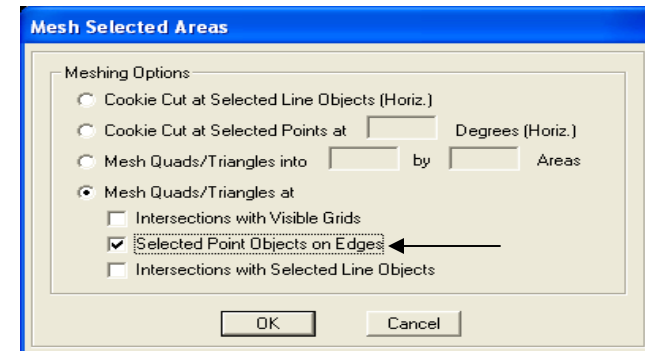 Mesh Selected Areas
Meshing Options
Cookie Cut at Selected Line Objects (Horiz.)
Cookie Cut at Selected Points at Degrees (Horiz.)
Mesh Quads/Triangles into by Areas
Mesh Quads/Triangles at
Intersections with Visible Grids
Selected Point Objects on Edges
Intersections with Selected Line Objects
OK Cancel